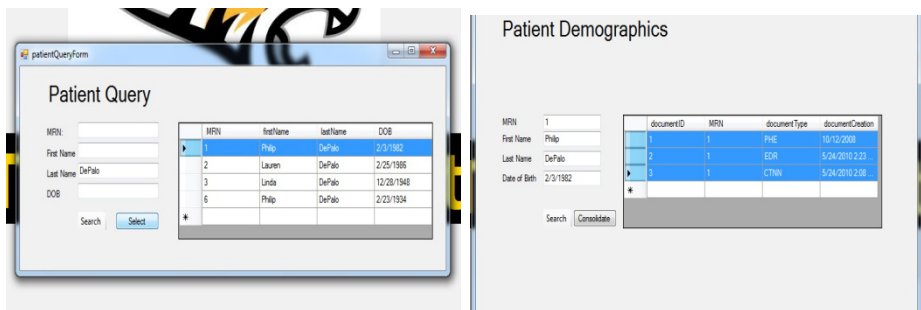 patientQueryForm
Patient Query
MRN:
First Name
Last Name DePalo
DOB
Search Select
MRN firstName lastName DOB
1 Philip DePalo 2/3/1982
2 Lauren DePalo 2/25/1986
3 Linda DePalo 12/28/1948
6 Philip DePalo 2/23/1934
Patient Demographics
MRN 1
First Name Philip
Last Name DePalo
Date of Birth 2/3/1982
Search Consolidate
documentID MRN documentType documentCreation
1 1 PHE 10/12/2008
2 1 EDR 5/24/2010 2:23 ...
3 1 CTNN 5/24/2010 2:08 ...